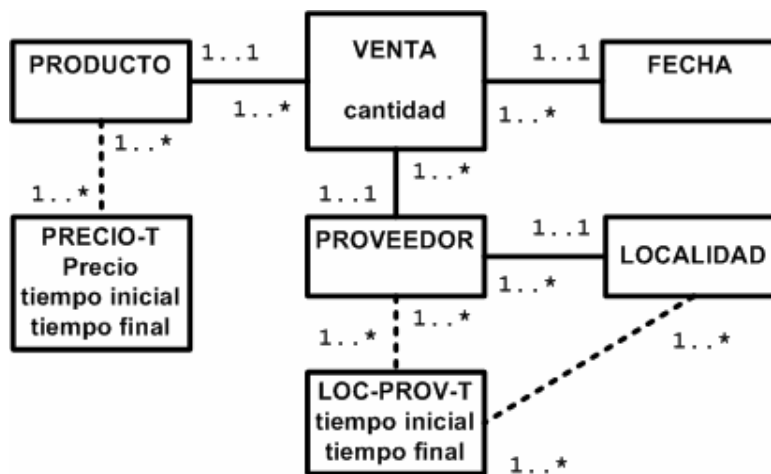 PRODUCTO
1..1
1..*
VENTA
cantidad
1..1
1..*
FECHA
1..*
1..*
PRECIO-T
Precio
tiempo inicial
tiempo final
1..*
1..1
PROVEEDOR
1..1
1..*
LOCALIDAD
1..*
1..*
LOC-PROV-T
tiempo inicial
tiempo final
1..*
1..*